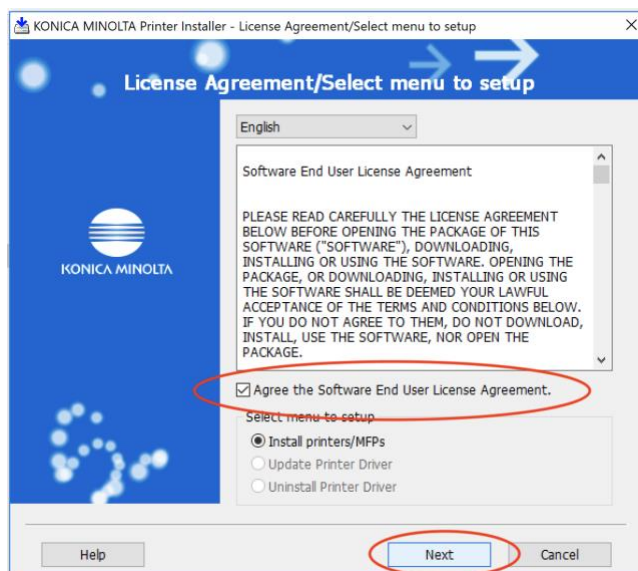 KONICA MINOLTA Printer Installer - License Agreement/Select menu to setup
License Agreement/Select menu to setup
English
Software End User License Agreement
PLEASE READ CAREFULLY THE LICENSE AGREEMENT
BELOW BEFORE OPENING THE PACKAGE OF THIS
SOFTWARE ("SOFTWARE"), DOWNLOADING,
INSTALLING OR USING THE SOFTWARE. OPENING THE
PACKAGE, OR DOWNLOADING, INSTALLING OR USING
THE SOFTWARE SHALL BE DEEMED YOUR LAWFUL
ACCEPTANCE OF THE TERMS AND CONDITIONS BELOW.
IF YOU DO NOT AGREE TO THEM, DO NOT DOWNLOAD,
INSTALL, USE THE SOFTWARE, NOR OPEN THE
PACKAGE.
KONICA MINOLTA
Agree the Software End User License Agreement.
Select menu to setup
Install printers/MFPs
Update Printer Driver
Uninstall Printer Driver
Help
Next
Cancel